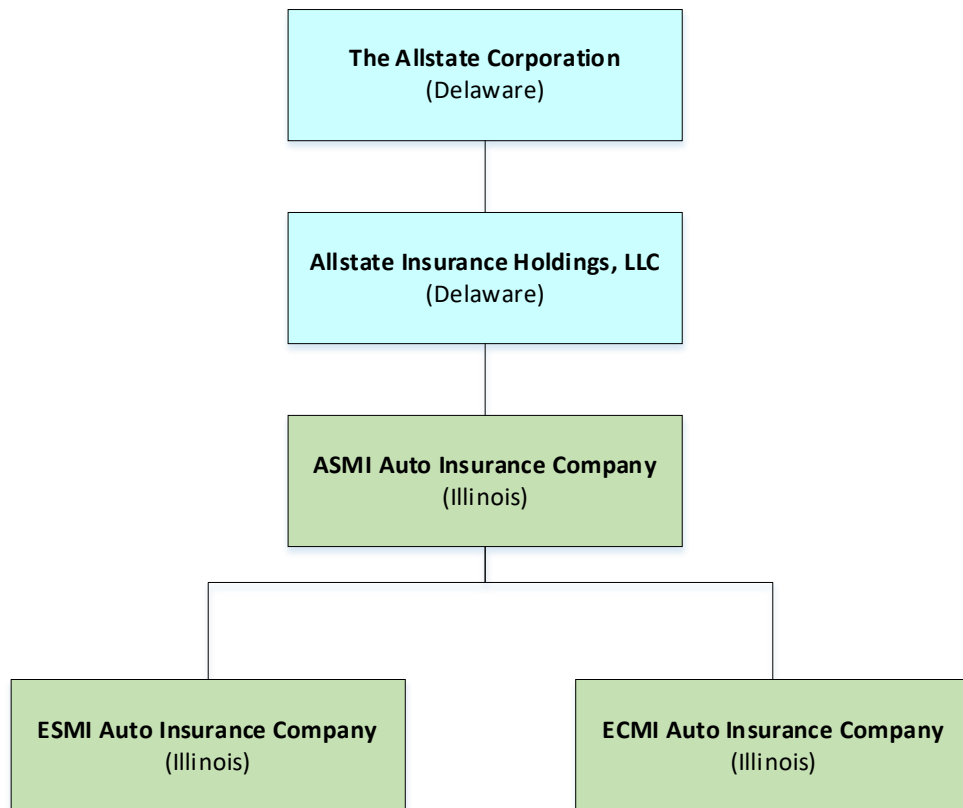 The Allstate Corporation
(Delaware)
Allstate Insurance Holdings, LLC
(Delaware)
ASMI Auto Insurance Company
(Illinois)
ESMI Auto Insurance Company
(Illinois)
ECMI Auto Insurance Company
(Illinois)